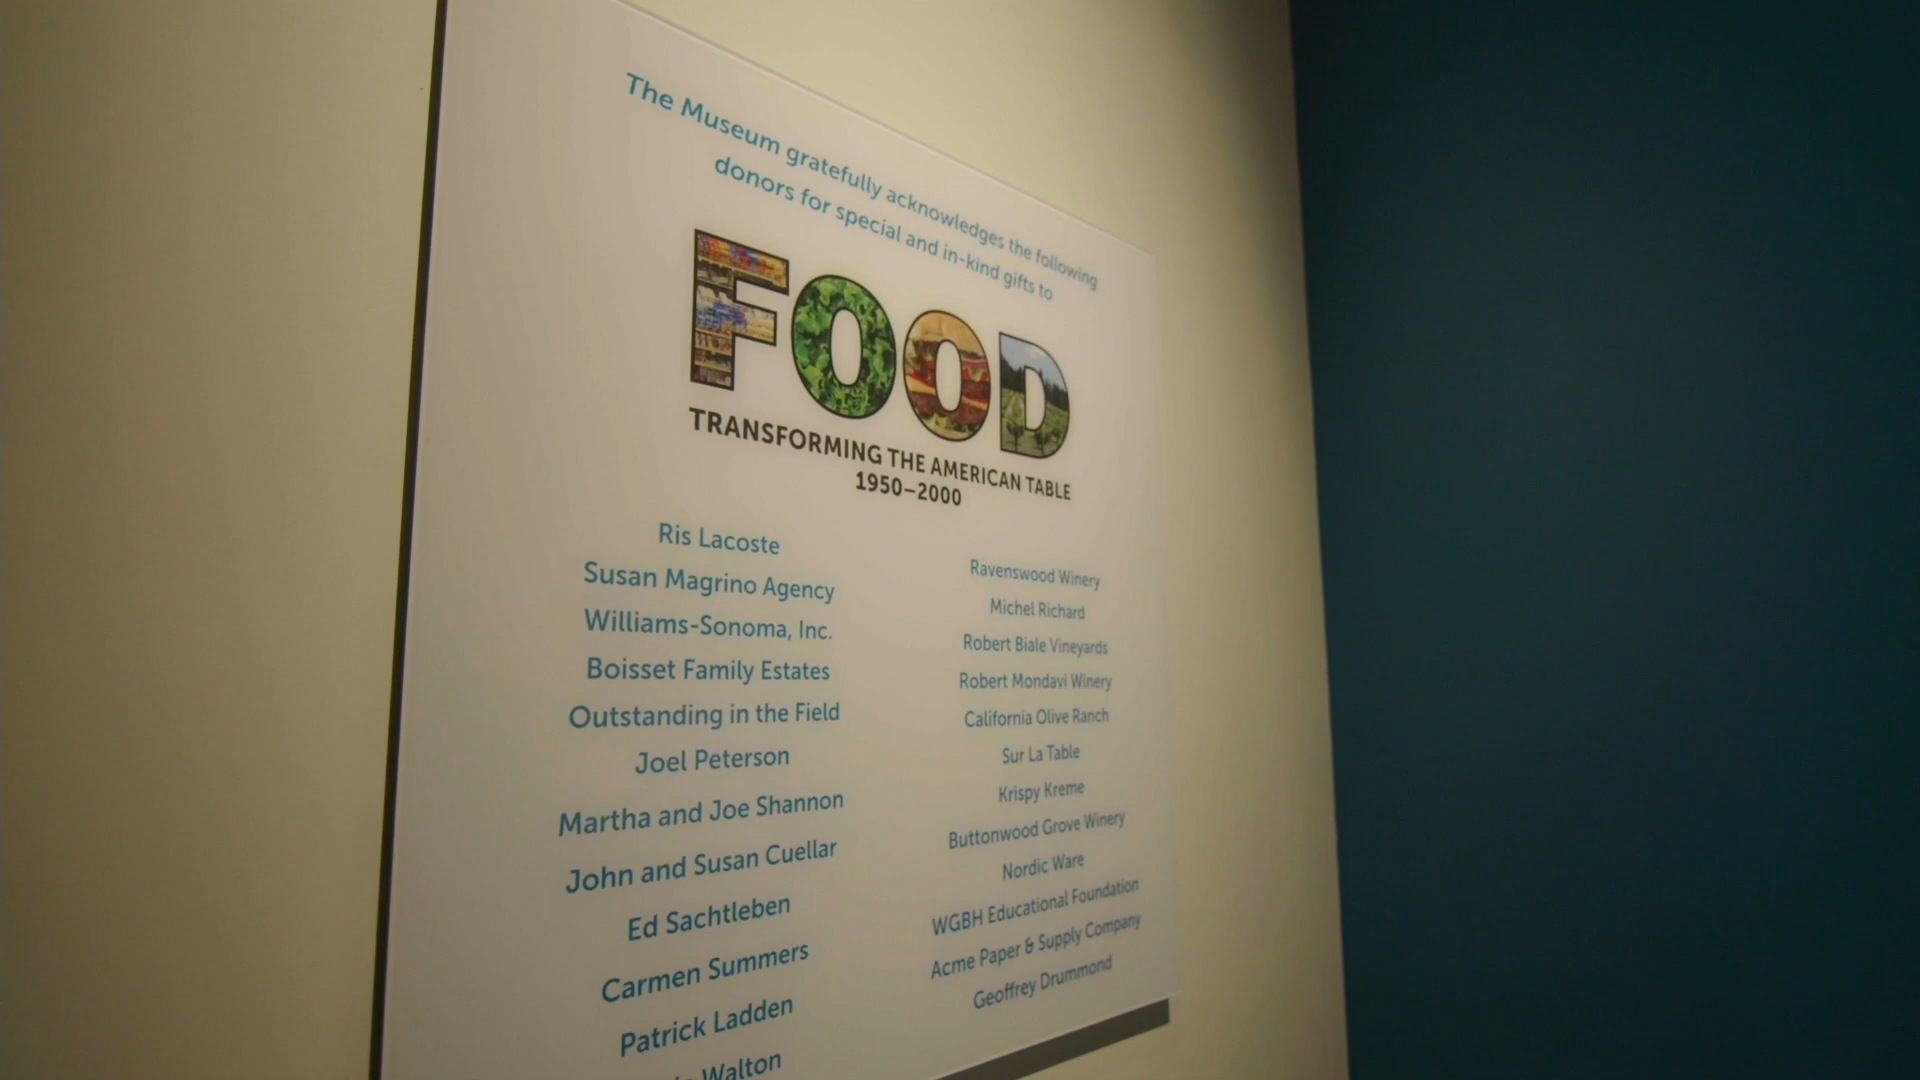 The Museum gratefully acknowledges the following
donors for special and in-kind gifts to
FOOD
TRANSFORMING THE AMERICAN TABLE
1950–2000
Ris Lacoste
Susan Magrino Agency
Williams-Sonoma, Inc.
Boisset Family Estates
Outstanding in the Field
Joel Peterson
Martha and Joe Shannon
John and Susan Cuellar
Ed Sachtleben
Carmen Summers
Patrick Ladden
Walton
Ravenswood Winery
Michel Richard
Robert Biale Vineyards
Robert Mondavi Winery
California Olive Ranch
Sur La Table
Krispy Kreme
Buttonwood Grove Winery
Nordic Ware
WGBH Educational Foundation
Acme Paper & Supply Company
Geoffrey Drummond